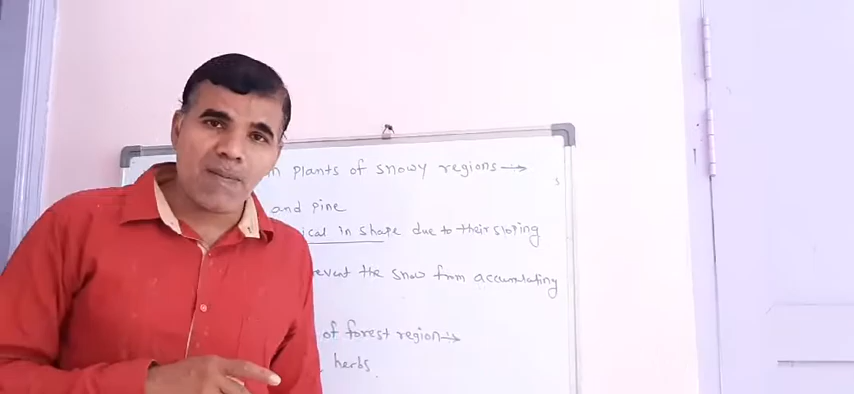 plants of snowy regions →
and pine
in shape due to their sloping
the snow from accumulating
of forest region →
herbs.